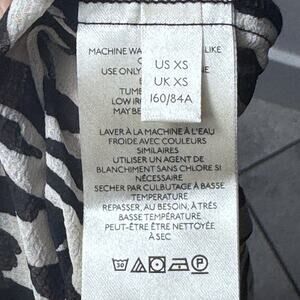 MACHINE WA LIKE
US XS
USE ONLY
UK XS
TUMB
160/84A
LOW IR
MAY BE
LAVER À LA MACHINE À L'EAU
FROIDE AVEC COULEURS
SIMILAIRES
UTILISER UN AGENT DE
BLANCHIMENT SANS CHLORE SI
NÉCESSAIRE
SECHER PAR CULBUTAGE À BASSE
TEMPERATURE
REPASSER, AU BESOIN, À TRÈS
BASSE TEMPÉRATURE
PEUT-ÊTRE ÊTRE NETTOYÉE
À SEC
30 P